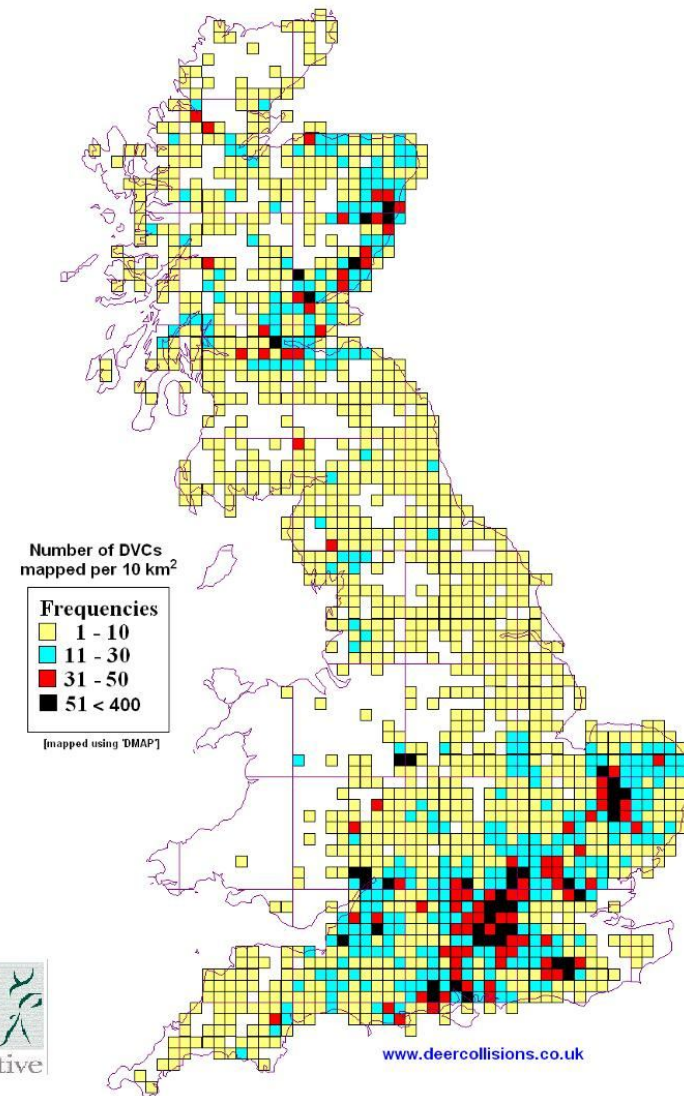 Number of DVCs
mapped per 10 km²
Frequencies
1 - 10
11 - 30
31 - 50
51 < 400
[mapped using 'DMAP']
tive
www.deercollisions.co.uk